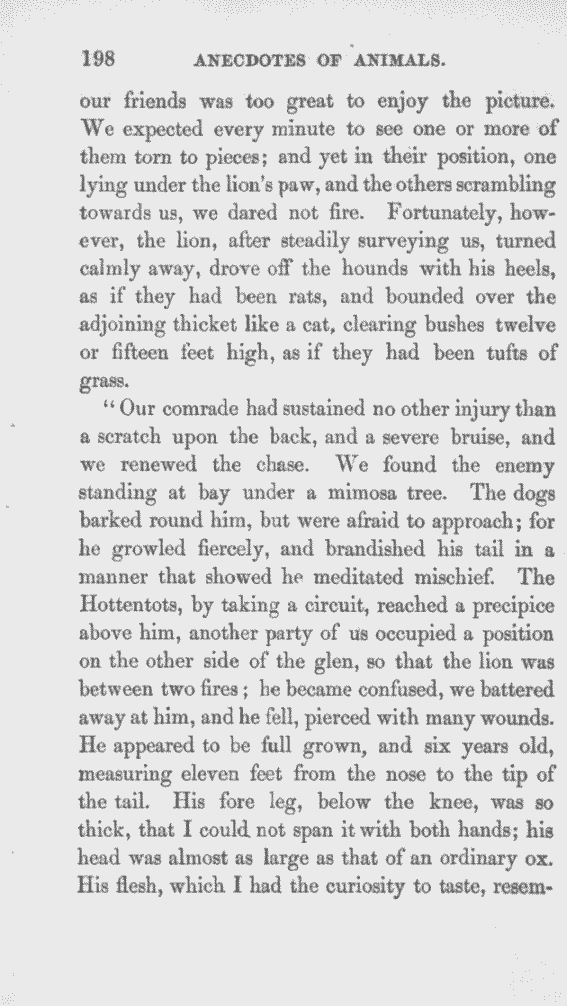 198 ANECDOTES OF ANIMALS.
our friends was too great to enjoy the picture.
We expected every minute to see one or more of
them torn to pieces; and yet in their position, one
lying under the lion's paw, and the others scrambling
towards us, we dared not fire. Fortunately, how-
ever, the lion, after steadily surveying us, turned
calmly away, drove off the hounds with his heels,
as if they had been rats, and bounded over the
adjoining thicket like a cat, clearing bushes twelve
or fifteen feet high, as if they had been tufts of
grass.
“Our comrade had sustained no other injury than
a scratch upon the back, and a severe bruise, and
we renewed the chase. We found the enemy
standing at bay under a mimosa tree. The dogs
barked round him, but were afraid to approach; for
he growled fiercely, and brandished his tail in a
manner that showed he meditated mischief. The
Hottentots, by taking a circuit, reached a precipice
above him, another party of us occupied a position
on the other side of the glen, so that the lion was
between two fires; he became confused, we battered
away at him, and he fell, pierced with many wounds.
He appeared to be full grown, and six years old,
measuring eleven feet from the nose to the tip of
the tail. His fore leg, below the knee, was so
thick, that I could not span it with both hands; his
head was almost as large as that of an ordinary ox.
His flesh, which I had the curiosity to taste, resem-